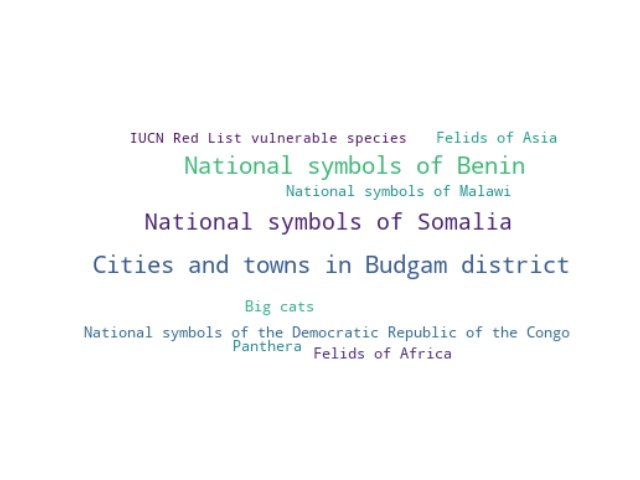 IUCN Red List vulnerable species
Felids of Asia
National symbols of Benin
National symbols of Malawi
National symbols of Somalia
Cities and towns in Budgam district
Big cats
National symbols of the Democratic Republic of the Congo
Panthera
Felids of Africa